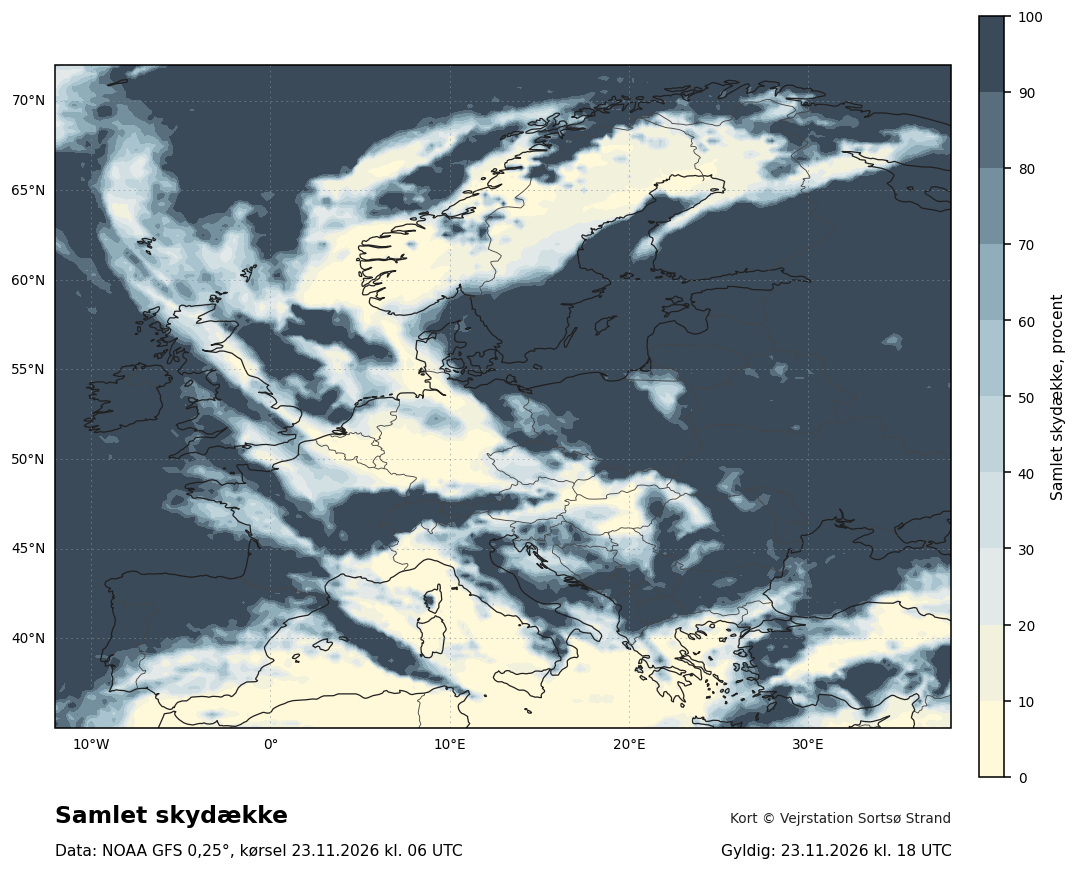 100
90
80
70
60
50
40
30
20
10
0
Samlet skydække, procent
70°N
65°N
60°N
55°N
50°N
45°N
40°N
10°W
0°
10°E
20°E
30°E
Samlet skydække
Kort © Vejrstation Sortsø Strand
Data: NOAA GFS 0,25°, kørsel 23.11.2026 kl. 06 UTC
Gyldig: 23.11.2026 kl. 18 UTC